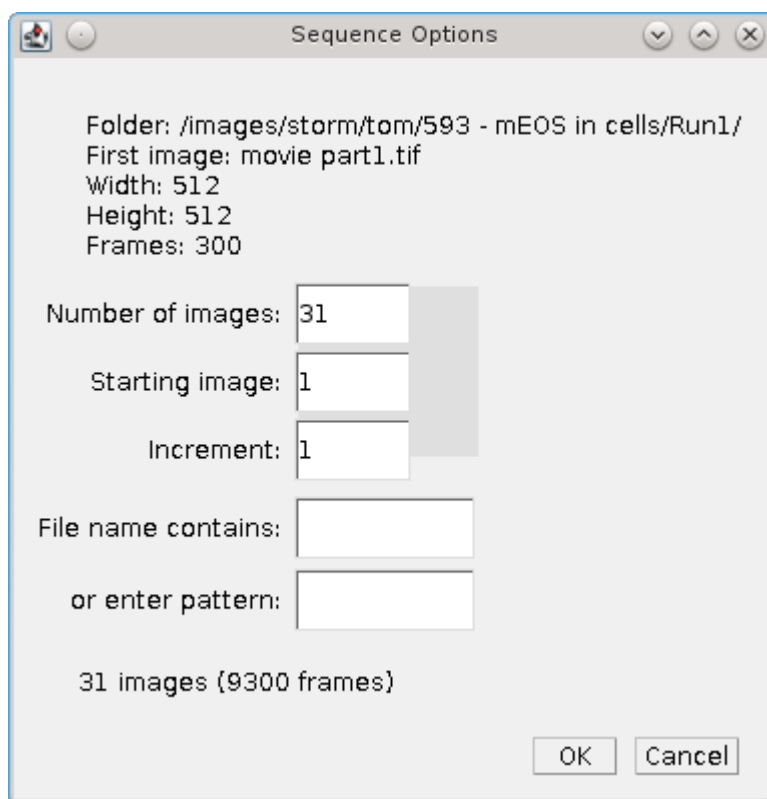 Sequence Options
Folder: /images/storm/tom/593 - mEOS in cells/Run1/
First image: movie part1.tif
Width: 512
Height: 512
Frames: 300
Number of images: 31
Starting image: 1
Increment: 1
File name contains:
or enter pattern:
31 images (9300 frames)
OK Cancel